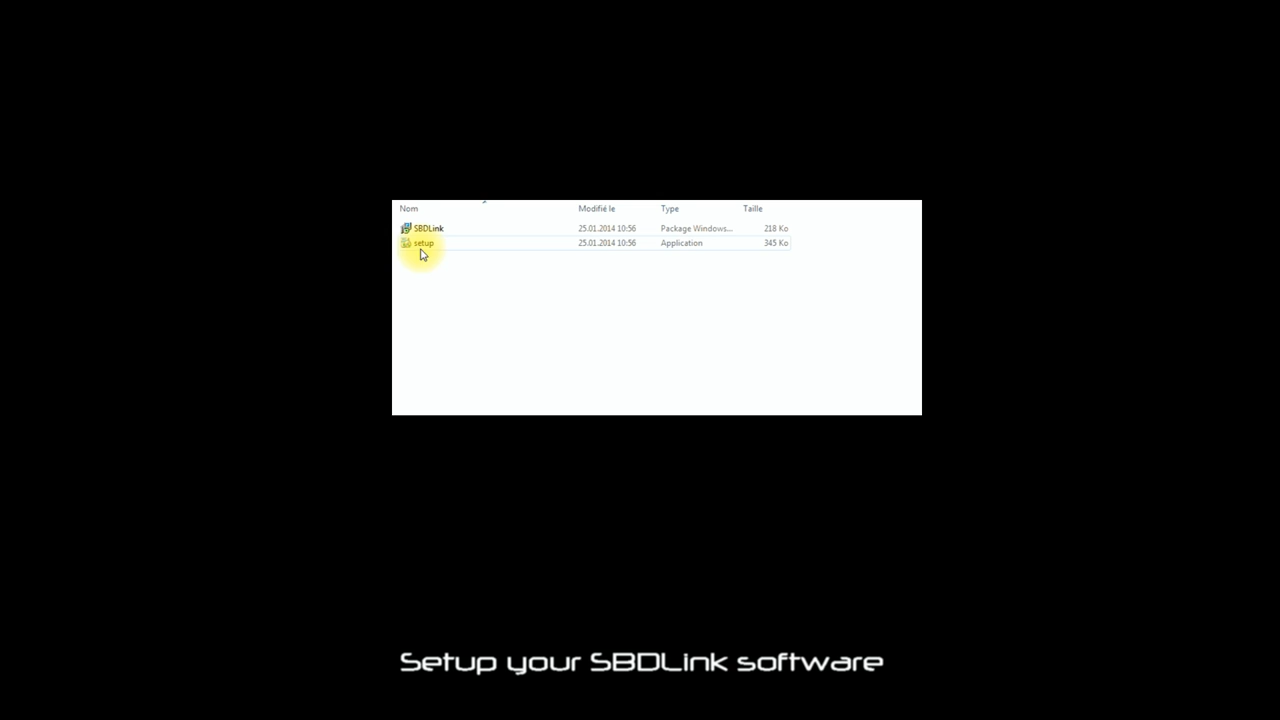 Nom Modifié le Type Taille
SBDLink 25.01.2014 10:56 Package Windows... 218 Ko
setup 25.01.2014 10:56 Application 345 Ko
Setup your SBDLink software